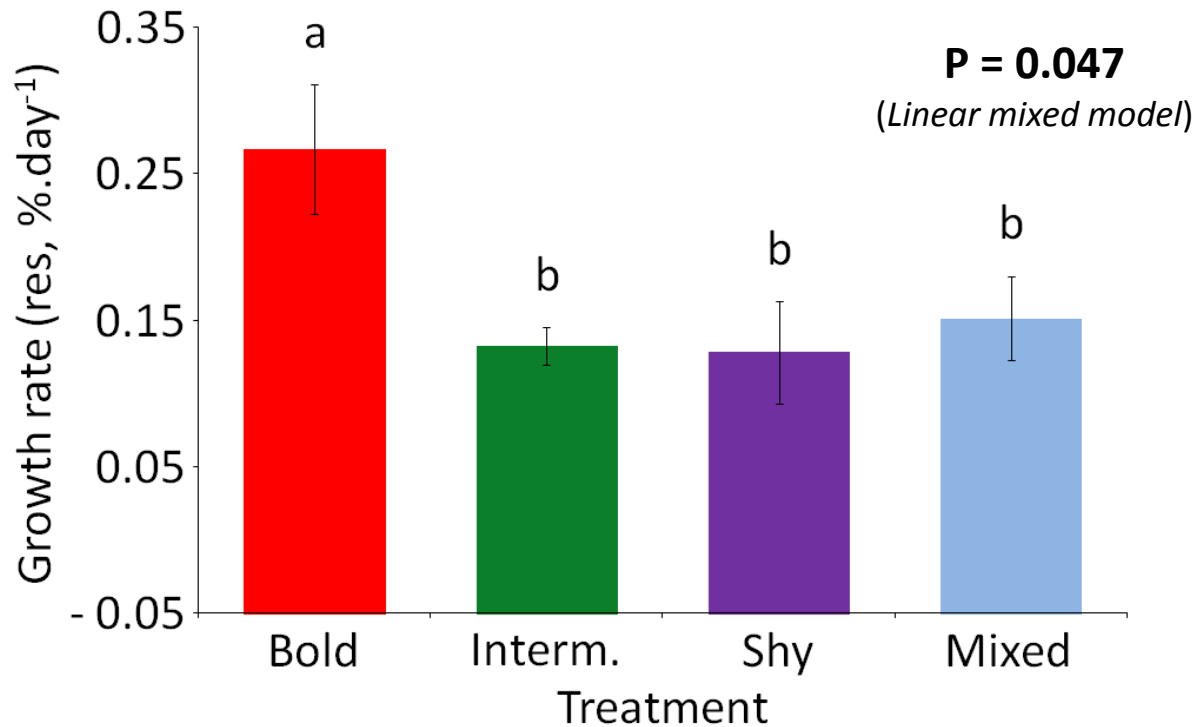 Growth rate (res, %.day⁻¹)
0.35
0.25
0.15
0.05
- 0.05
a
b
b
b
P = 0.047
(Linear mixed model)
Bold
Interm.
Shy
Mixed
Treatment